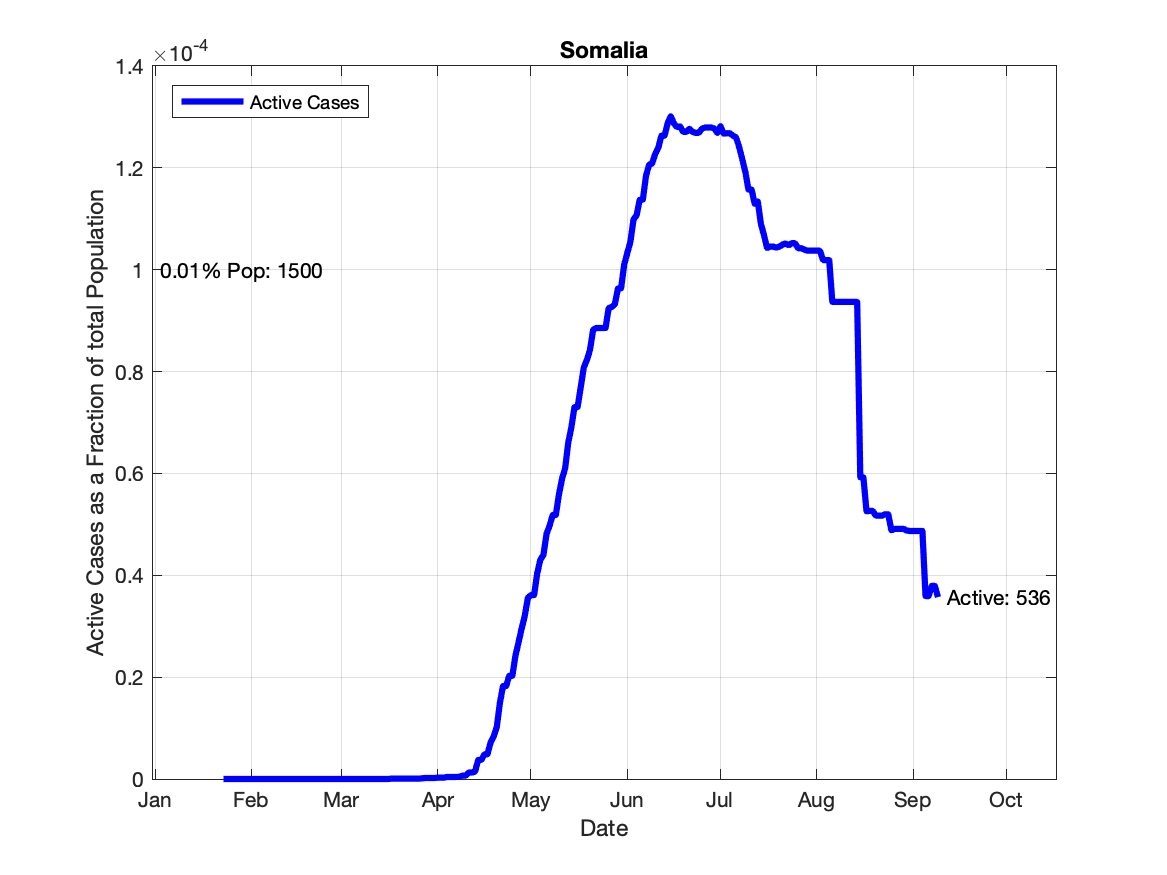 Somalia
×10^-4
1.4
1.2
1
0.8
0.6
0.4
0.2
0
Active Cases
0.01% Pop: 1500
Active: 536
Active Cases as a Fraction of total Population
Jan Feb Mar Apr May Jun Jul Aug Sep Oct
Date